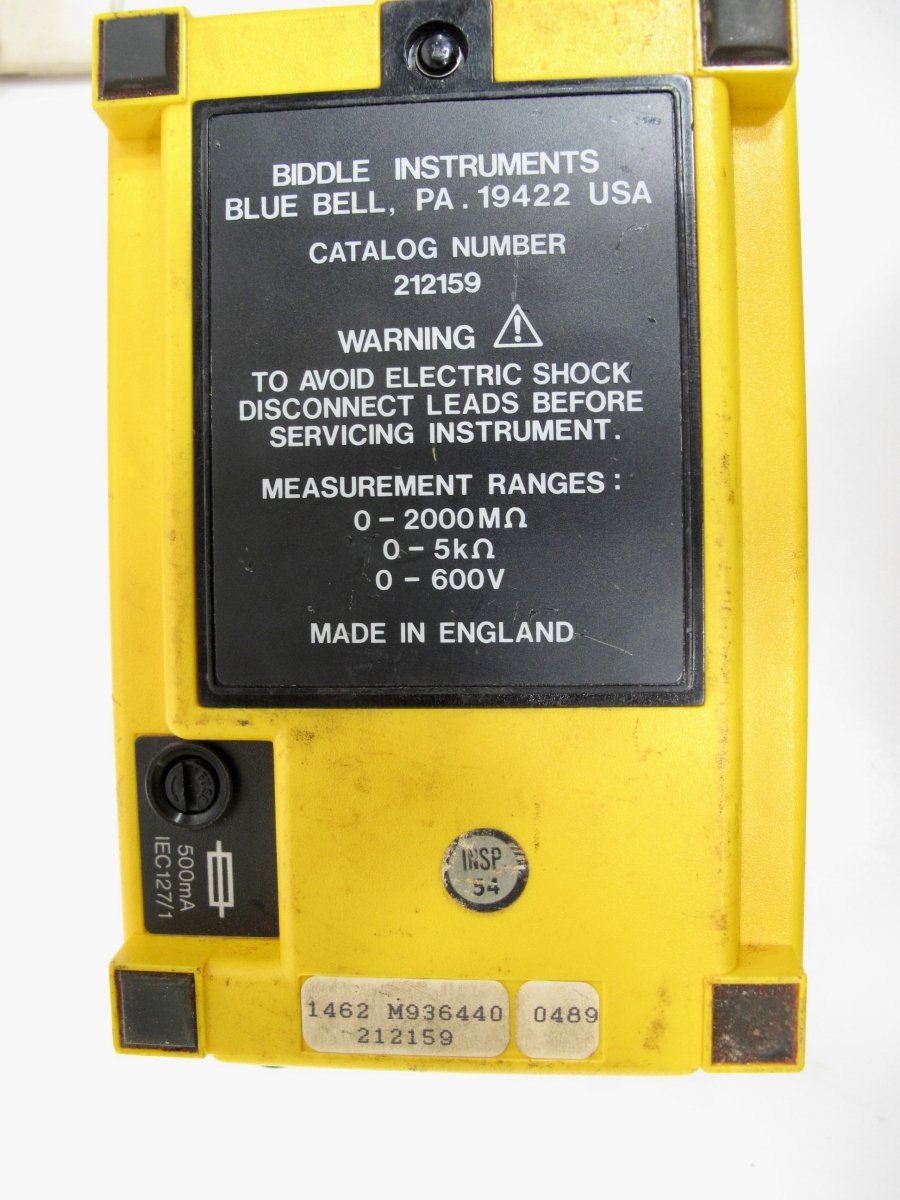 BIDDLE INSTRUMENTS
BLUE BELL, PA. 19422 USA
CATALOG NUMBER
212159
WARNING
TO AVOID ELECTRIC SHOCK
DISCONNECT LEADS BEFORE
SERVICING INSTRUMENT.
MEASUREMENT RANGES:
0-2000MΩ
0-5kΩ
0-600V
MADE IN ENGLAND
FUSE
500mA
IEC127/1
INSP
54
1462 M936440
212159
0489